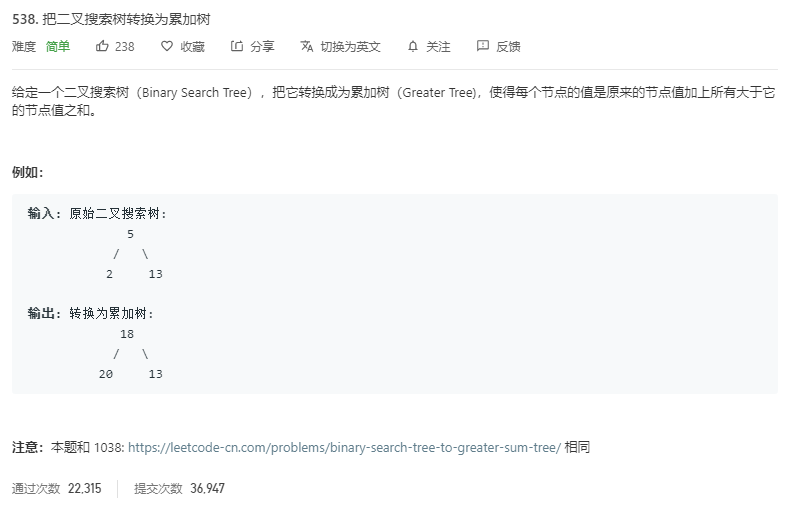 538. 把二叉搜索树转换为累加树
难度 简单 238 收藏 分享 切换为英文 关注 反馈
给定一个二叉搜索树（Binary Search Tree），把它转换成为累加树（Greater Tree)，使得每个节点的值是原来的节点值加上所有大于它
的节点值之和。
例如：
输入: 原始二叉搜索树:
5
/ \
2 13
输出: 转换为累加树:
18
/ \
20 13
注意：本题和 1038: https://leetcode-cn.com/problems/binary-search-tree-to-greater-sum-tree/ 相同
通过次数 22,315 提交次数 36,947